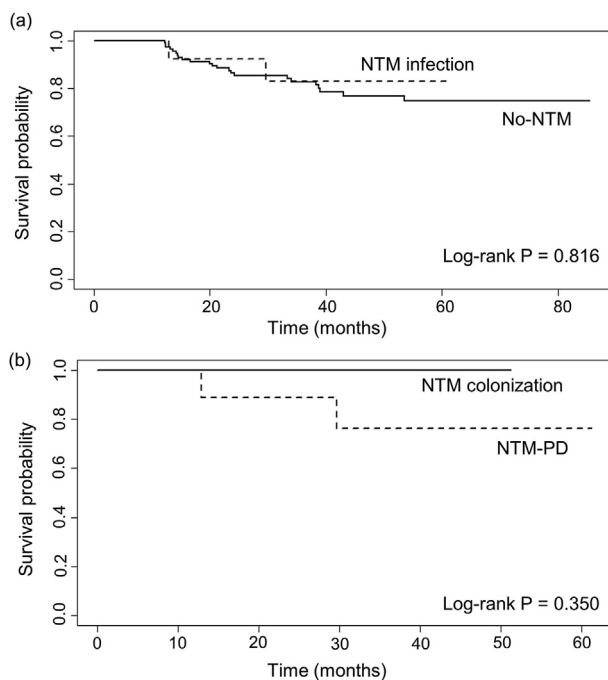 (a)
Survival probability
1.0
0.8
0.6
0.4
0.2
0.0
NTM infection
No-NTM
Log-rank P = 0.816
0 20 40 60 80
Time (months)
(b)
Survival probability
1.0
0.8
0.6
0.4
0.2
0.0
NTM colonization
NTM-PD
Log-rank P = 0.350
0 10 20 30 40 50 60
Time (months)